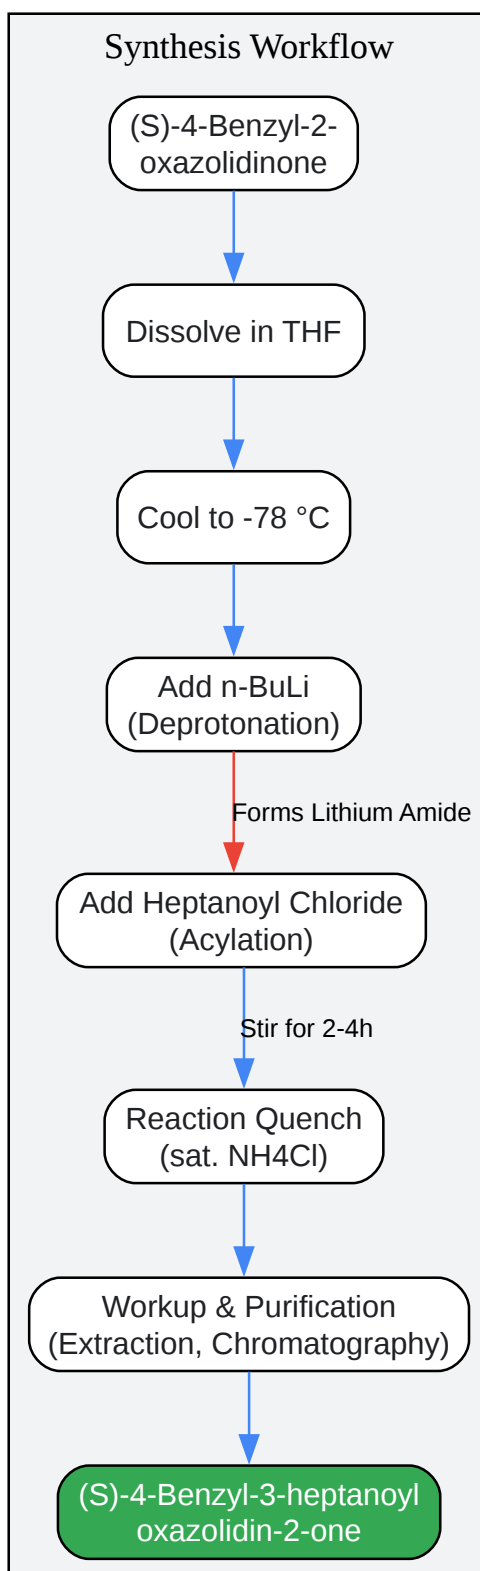 Synthesis Workflow
(S)-4-Benzyl-2-
oxazolidinone
Dissolve in THF
Cool to -78 °C
Add n-BuLi
(Deprotonation)
Forms Lithium Amide
Add Heptanoyl Chloride
(Acylation)
Stir for 2-4h
Reaction Quench
(sat. NH4Cl)
Workup & Purification
(Extraction, Chromatography)
(S)-4-Benzyl-3-heptanoyl
oxazolidin-2-one